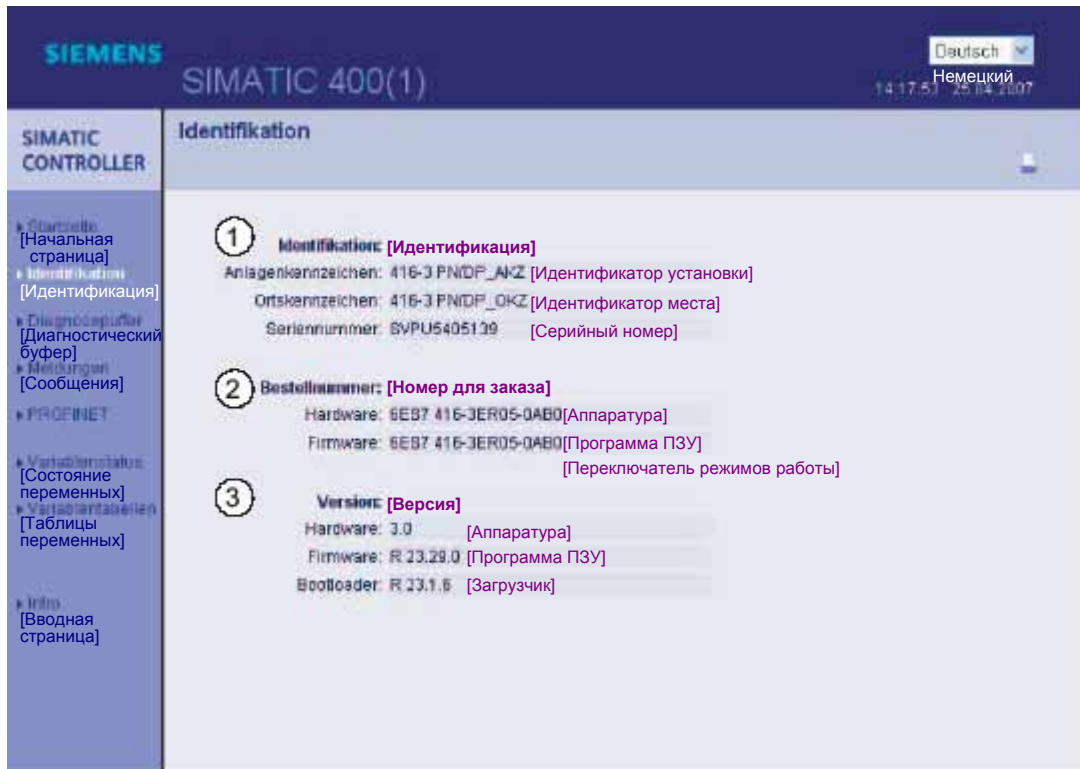 SIEMENS
SIMATIC 400(1)
Deutsch
Немецкий
14:17:53 25.04.2007
SIMATIC
CONTROLLER
Identifikation
Startseite
[Начальная
страница]
Identifikation
[Идентификация]
Diagnosepuffer
[Диагностический
буфер]
Meldungen
[Сообщения]
PROFINET
Variablenstatus
[Состояние
переменных]
Variablentabellen
[Таблицы
переменных]
Intro
[Вводная
страница]
1 Identifikation: [Идентификация]
Anlagenkennzeichen: 416-3 PN/DP_AKZ [Идентификатор установки]
Ortskennzeichen: 416-3 PN/DP_OKZ [Идентификатор места]
Seriennummer: SVPU5405139 [Серийный номер]
2 Bestellnummer: [Номер для заказа]
Hardware: 6ES7 416-3ER05-0AB0 [Аппаратура]
Firmware: 6ES7 416-3ER05-0AB0 [Программа ПЗУ]
[Переключатель режимов работы]
3 Version: [Версия]
Hardware: 3.0 [Аппаратура]
Firmware: R 23.29.0 [Программа ПЗУ]
Bootloader: R 23.1.6 [Загрузчик]